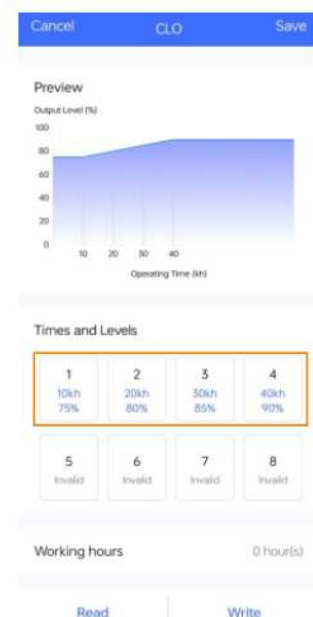 Cancel CLO Save
Preview
Output Level (%)
100
80
60
40
20
0
10 20 30 40
Operating Time (kh)
Times and Levels
1 2 3 4
10kh 20kh 30kh 40kh
75% 80% 85% 90%
5 6 7 8
Invalid Invalid Invalid Invalid
Working hours 0 hour(s)
Read Write